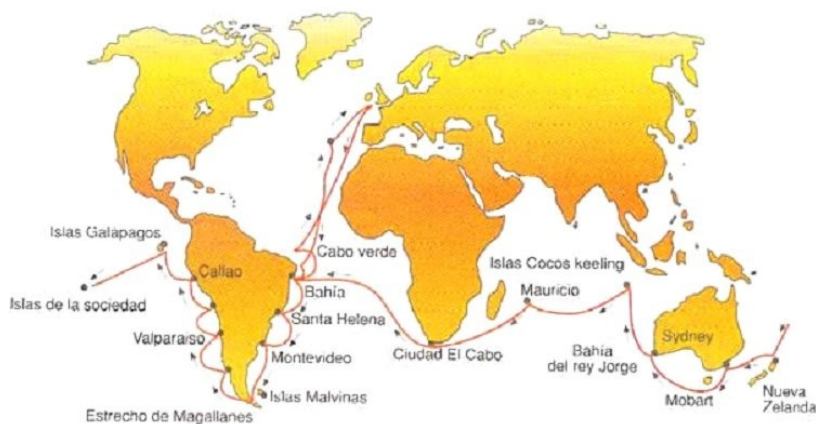 Islas Galápagos
Callao
Islas de la sociedad
Valparaiso
Estrecho de Magallanes
Cabo verde
Bahía
Santa Helena
Montevideo
Islas Malvinas
Ciudad El Cabo
Islas Cocos keeling
Mauricio
Sydney
Bahía
del rey Jorge
Mobart
Nueva
Zelanda